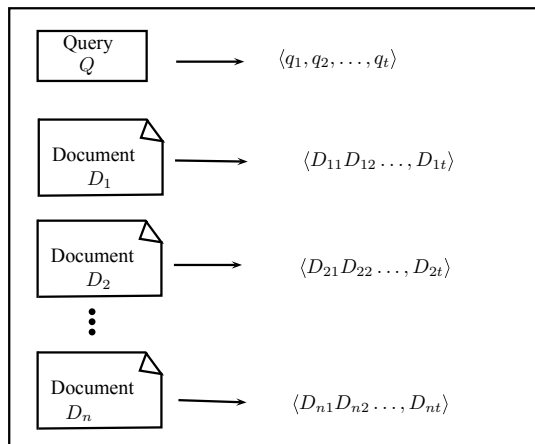 Query
Q
⟨q₁, q₂, . . . , qₜ⟩
Document
D₁
⟨D₁₁D₁₂ . . . , D₁ₜ⟩
Document
D₂
⟨D₂₁D₂₂ . . . , D₂ₜ⟩
Document
Dₙ
⟨Dₙ₁Dₙ₂ . . . , Dₙₜ⟩